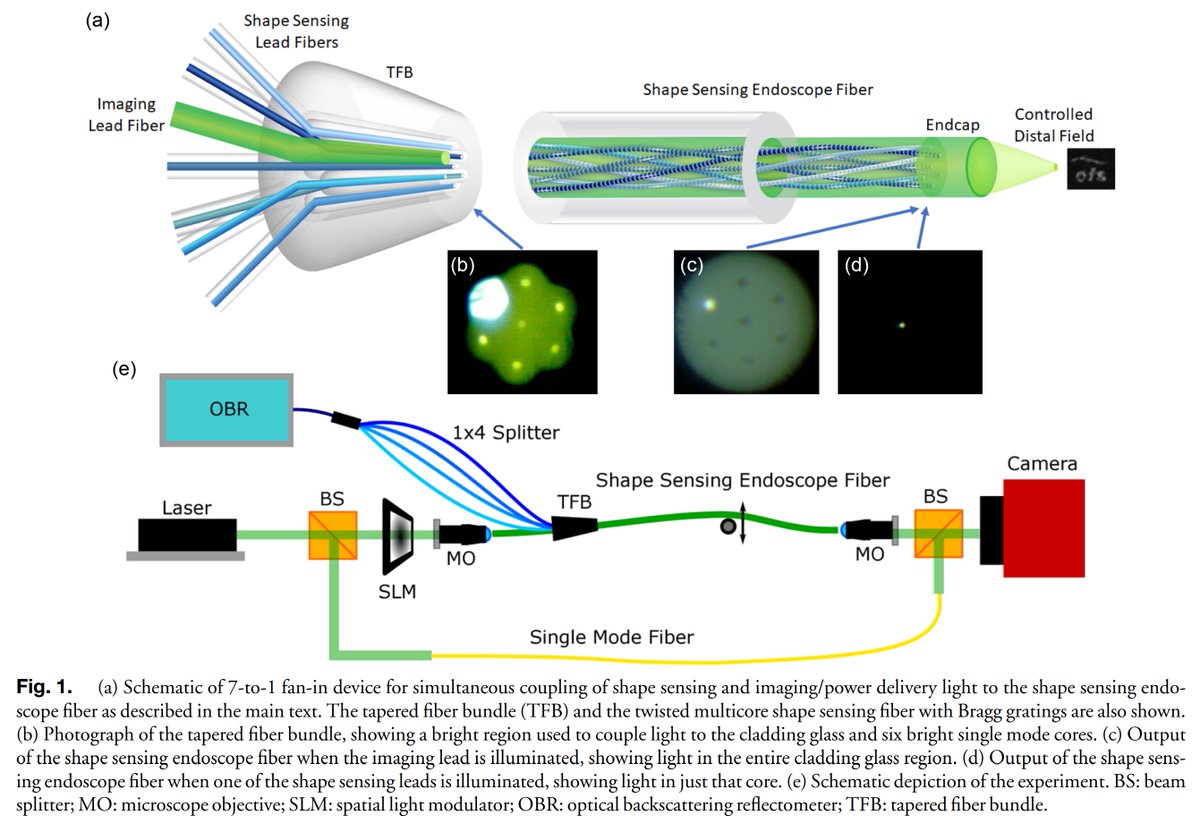 (a)
Shape Sensing
Lead Fibers
TFB
Imaging
Lead Fiber
Shape Sensing Endoscope Fiber
Endcap
Controlled
Distal Field
(b)
(c)
(d)
(e)
OBR
1x4 Splitter
Laser
BS
SLM
MO
TFB
Shape Sensing Endoscope Fiber
MO
BS
Camera
Single Mode Fiber
Fig. 1. (a) Schematic of 7-to-1 fan-in device for simultaneous coupling of shape sensing and imaging/power delivery light to the shape sensing endo-
scope fiber as described in the main text. The tapered fiber bundle (TFB) and the twisted multicore shape sensing fiber with Bragg gratings are also shown.
(b) Photograph of the tapered fiber bundle, showing a bright region used to couple light to the cladding glass and six bright single mode cores. (c) Output
of the shape sensing endoscope fiber when the imaging lead is illuminated, showing light in the entire cladding glass region. (d) Output of the shape sens-
ing endoscope fiber when one of the shape sensing leads is illuminated, showing light in just that core. (e) Schematic depiction of the experiment. BS: beam
splitter; MO: microscope objective; SLM: spatial light modulator; OBR: optical backscattering reflectometer; TFB: tapered fiber bundle.